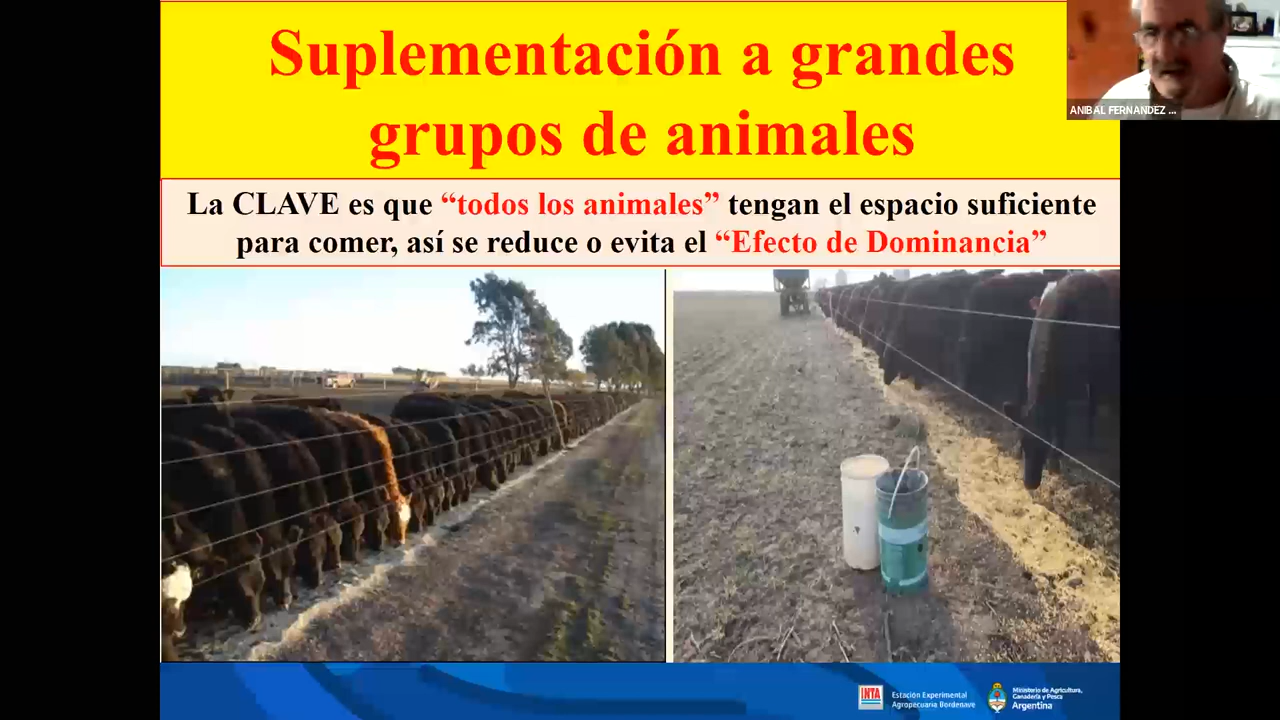 Suplementación a grandes
grupos de animales
ANIBAL FERNANDEZ ...
La CLAVE es que “todos los animales” tengan el espacio suficiente
para comer, así se reduce o evita el “Efecto de Dominancia”
INTA
Estación Experimental
Agropecuaria Bordenave
Ministerio de Agricultura,
Ganadería y Pesca
Argentina